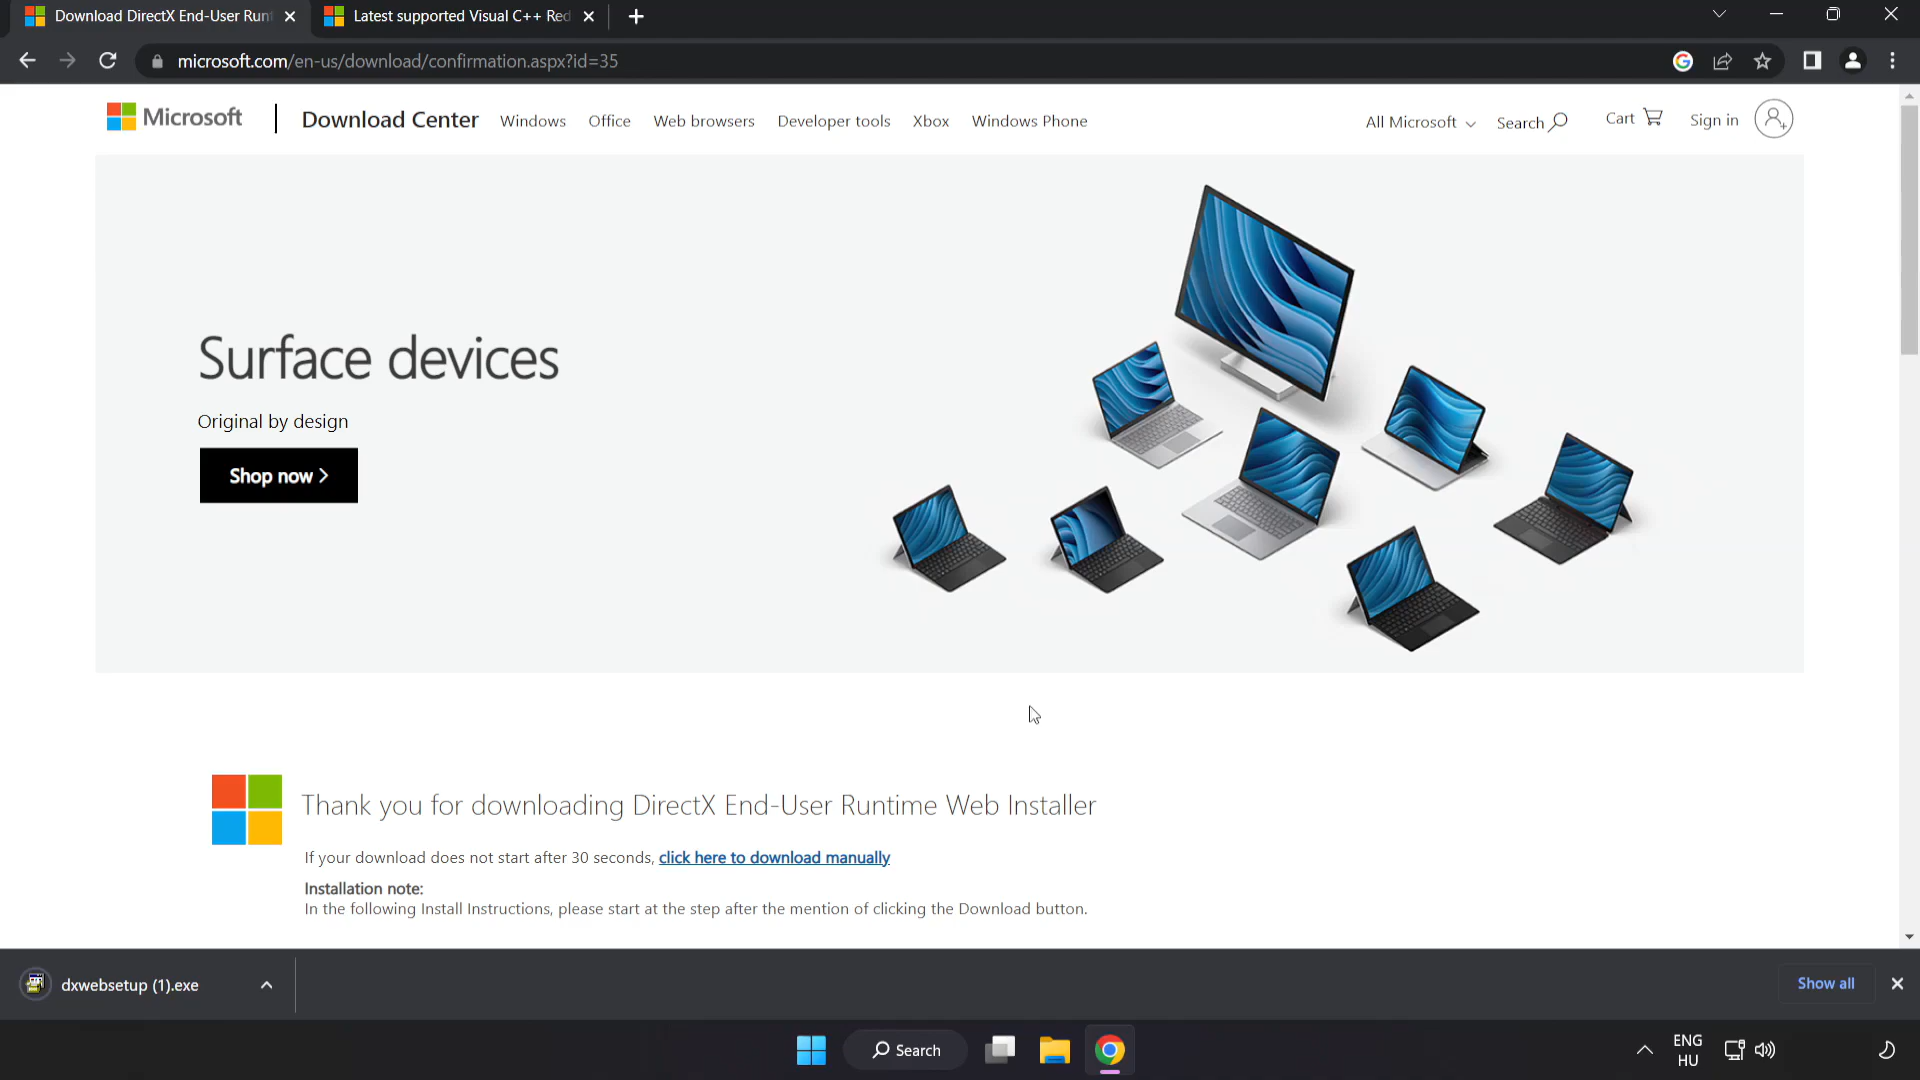 Download DirectX End-User Runt
Latest supported Visual C++ Red
microsoft.com/en-us/download/confirmation.aspx?id=35
Microsoft
Download Center
Windows
Office
Web browsers
Developer tools
Xbox
Windows Phone
All Microsoft
Search
Cart
Sign in
Surface devices
Original by design
Shop now
Thank you for downloading DirectX End-User Runtime Web Installer
If your download does not start after 30 seconds, click here to download manually
Installation note:
In the following Install Instructions, please start at the step after the mention of clicking the Download button.
dxwebsetup (1).exe
Show all
Search
ENG
HU